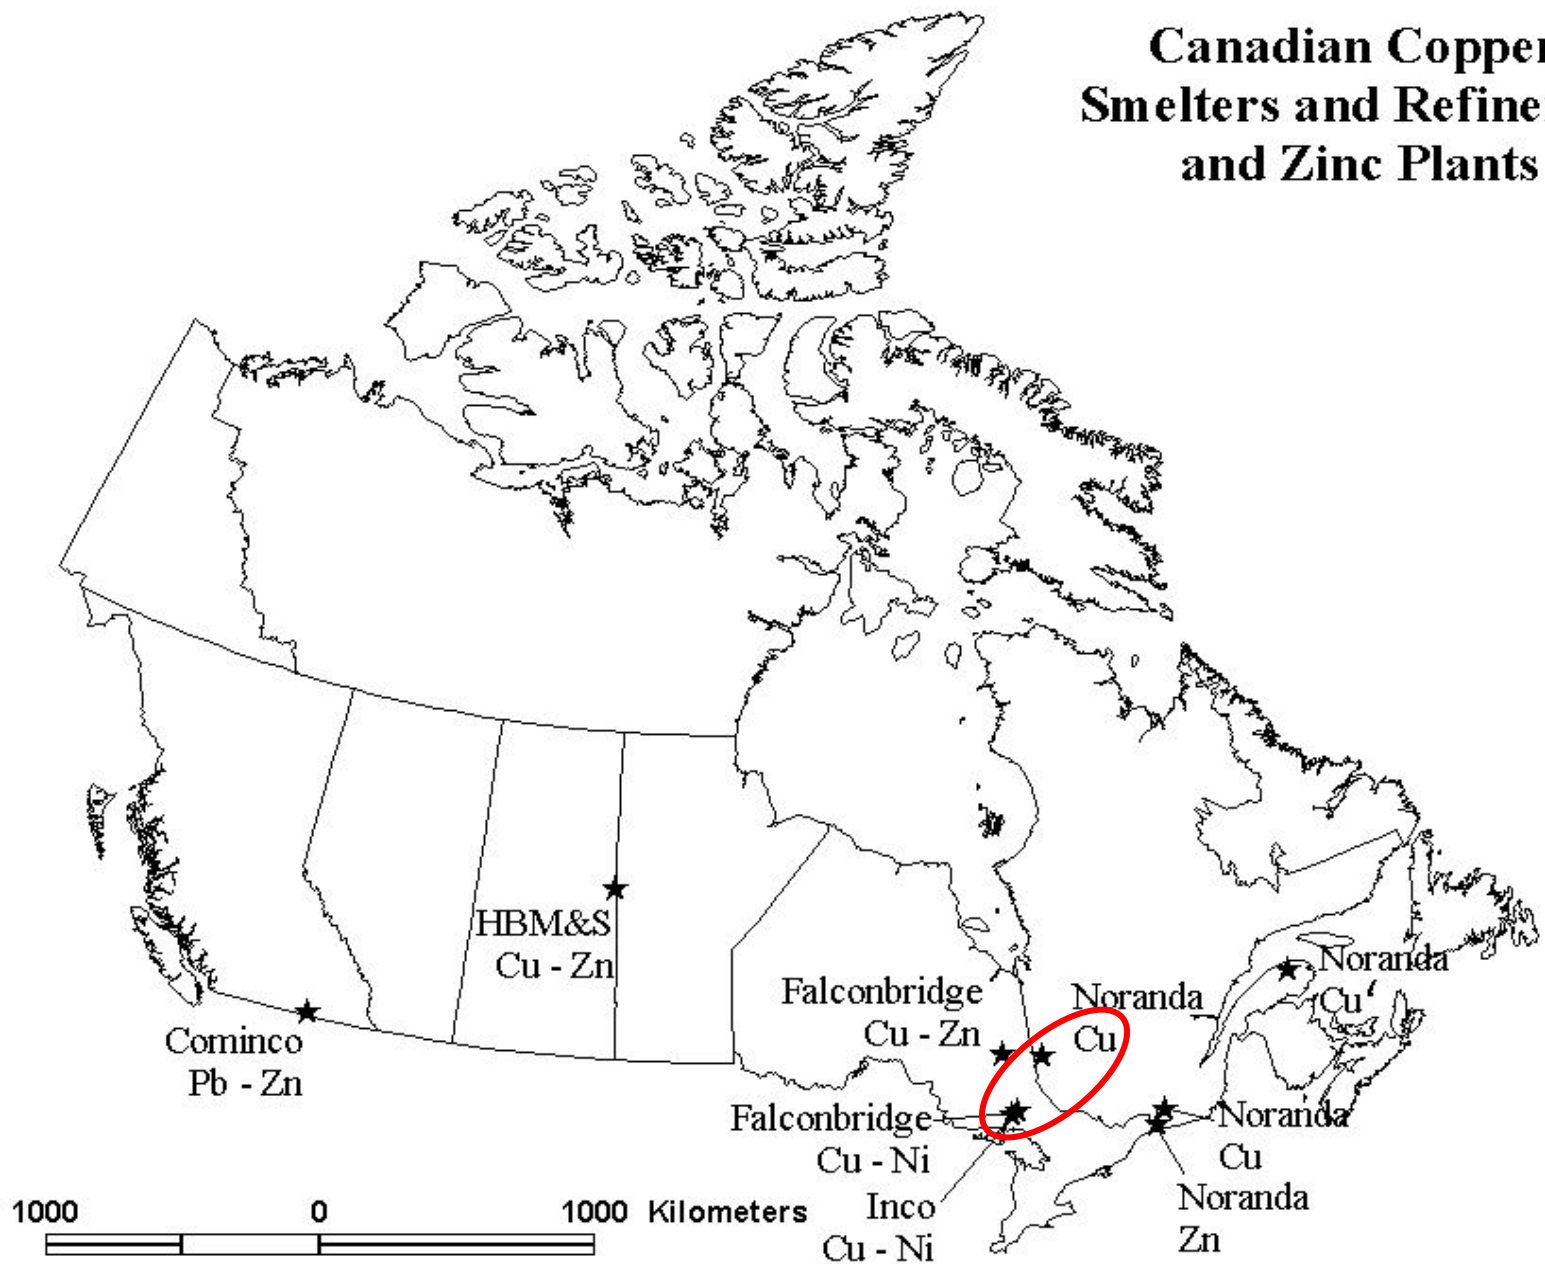 Canadian Copper
Smelters and Refiner
and Zinc Plants
HBM&S
Cu - Zn
Cominco
Pb - Zn
Falconbridge
Cu - Zn
Noranda
Cu
Noranda
Cu
Falconbridge
Cu - Ni
Inco
Cu - Ni
Noranda
Cu
Noranda
Zn
1000 0 1000 Kilometers